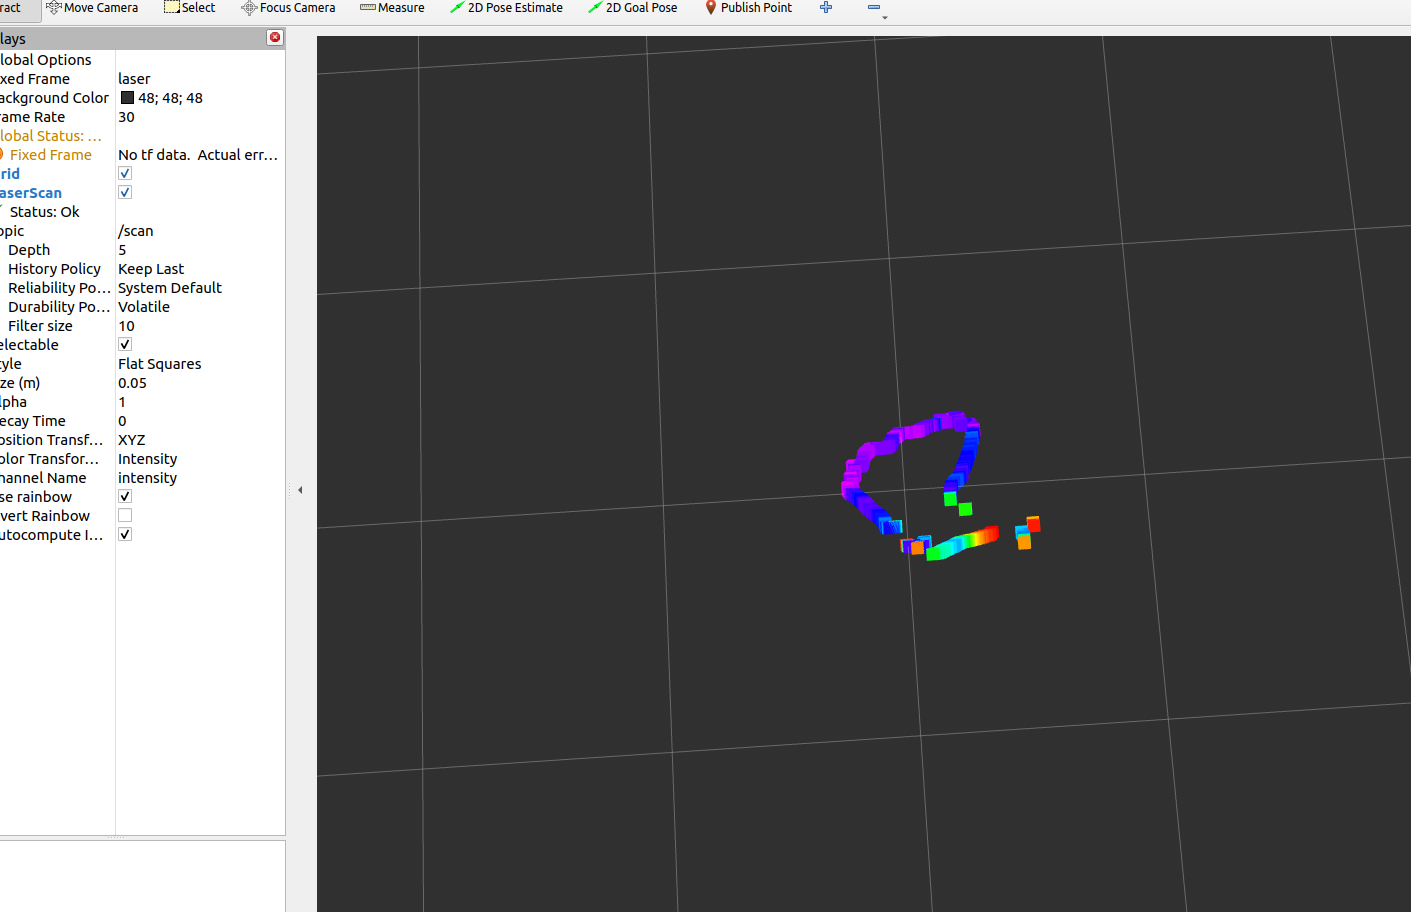 ract Move Camera Select Focus Camera Measure 2D Pose Estimate 2D Goal Pose Publish Point
lays
lobal Options
xed Frame laser
ackground Color 48; 48; 48
rame Rate 30
lobal Status: ...
Fixed Frame No tf data. Actual err...
rid
aserScan
Status: Ok
opic /scan
Depth 5
History Policy Keep Last
Reliability Po... System Default
Durability Po... Volatile
Filter size 10
electable
tyle Flat Squares
ze (m) 0.05
lpha 1
ecay Time 0
osition Transf... XYZ
olor Transfor... Intensity
hannel Name intensity
se rainbow
vert Rainbow
utocompute I...